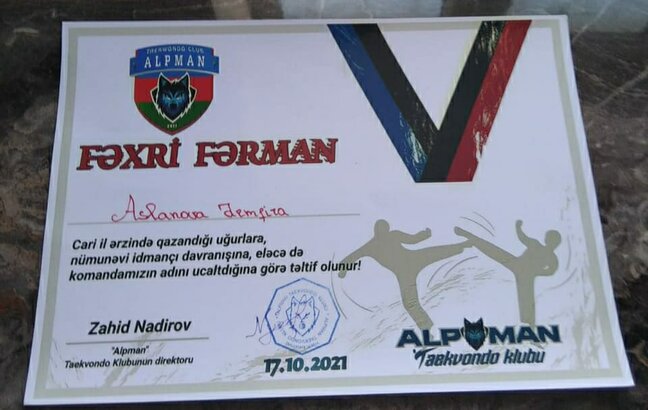 TAEKWONDO CLUB
ALPMAN
FƏXRİ FƏRMAN
Aslanova Zemfira
Cari il ərzində qazandığı uğurlara,
nümunəvi idmançı davranışına, eləcə də
komandamızın adını ucaltdığına görə təltif olunur!
Zahid Nadirov
"Alpman"
Taekvondo Klubunun direktoru
17.10.2021
ALPMAN
Taekvondo klubu